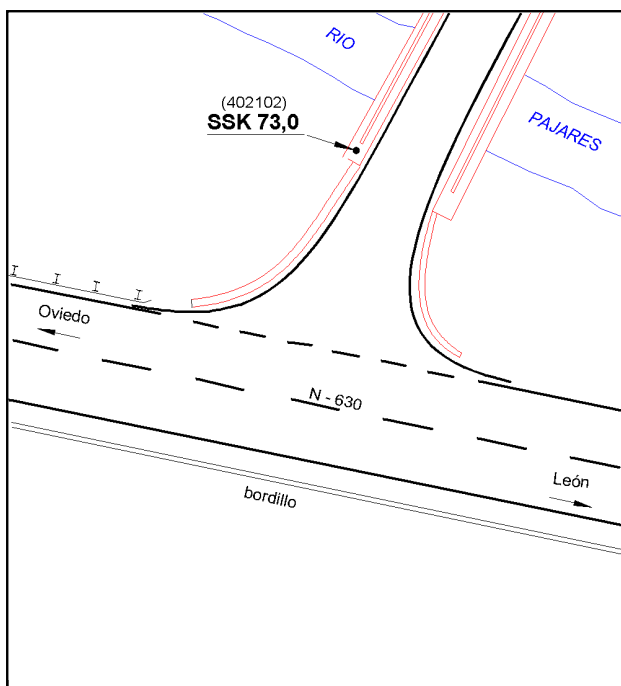 RIO
(402102)
SSK 73,0
PAJARES
Oviedo
N - 630
León
bordillo